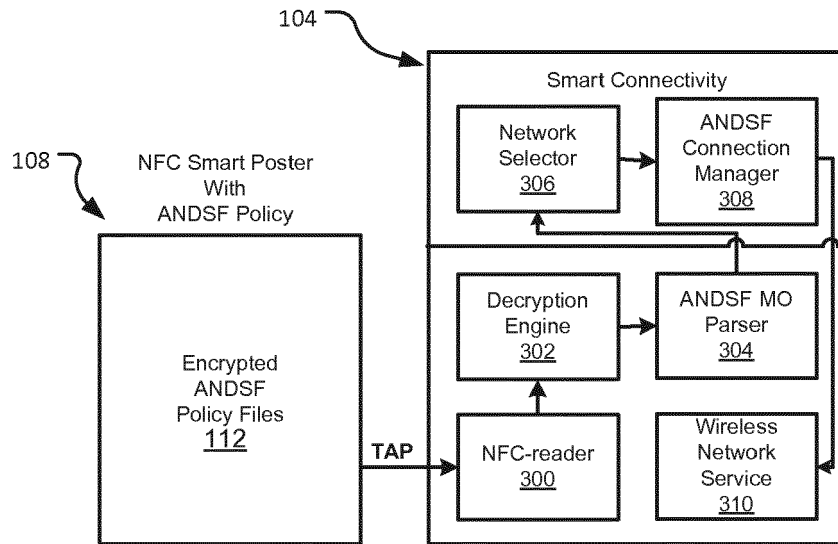 104
Smart Connectivity
Network
Selector
306
ANDSF
Connection
Manager
308
108
NFC Smart Poster
With
ANDSF Policy
Decryption
Engine
302
ANDSF MO
Parser
304
Encrypted
ANDSF
Policy Files
112
TAP
NFC-reader
300
Wireless
Network
Service
310